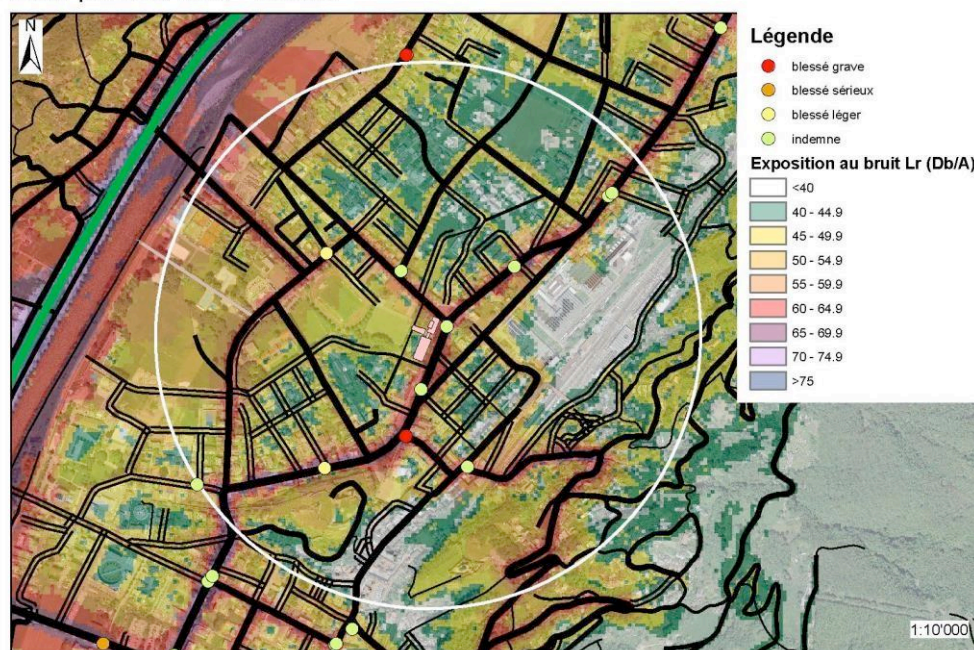 N
Légende
blessé grave
blessé sérieux
blessé léger
indemne
Exposition au bruit Lr (Db/A)
<40
40 - 44.9
45 - 49.9
50 - 54.9
55 - 59.9
60 - 64.9
65 - 69.9
70 - 74.9
>75
1:10'000